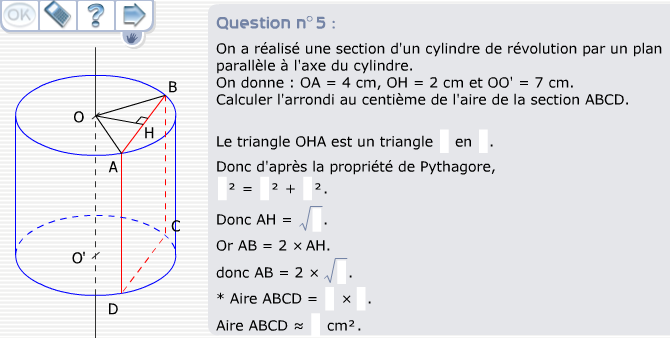 OK ?
Question n°5 :
On a réalisé une section d'un cylindre de révolution par un plan
parallèle à l'axe du cylindre.
On donne : OA = 4 cm, OH = 2 cm et OO' = 7 cm.
Calculer l'arrondi au centième de l'aire de la section ABCD.
Le triangle OHA est un triangle en .
Donc d'après la propriété de Pythagore,
² = ² + ².
Donc AH = √ .
Or AB = 2 × AH.
donc AB = 2 × √ .
* Aire ABCD = × .
Aire ABCD ≈ cm².
B
O
H
A
C
O'
D